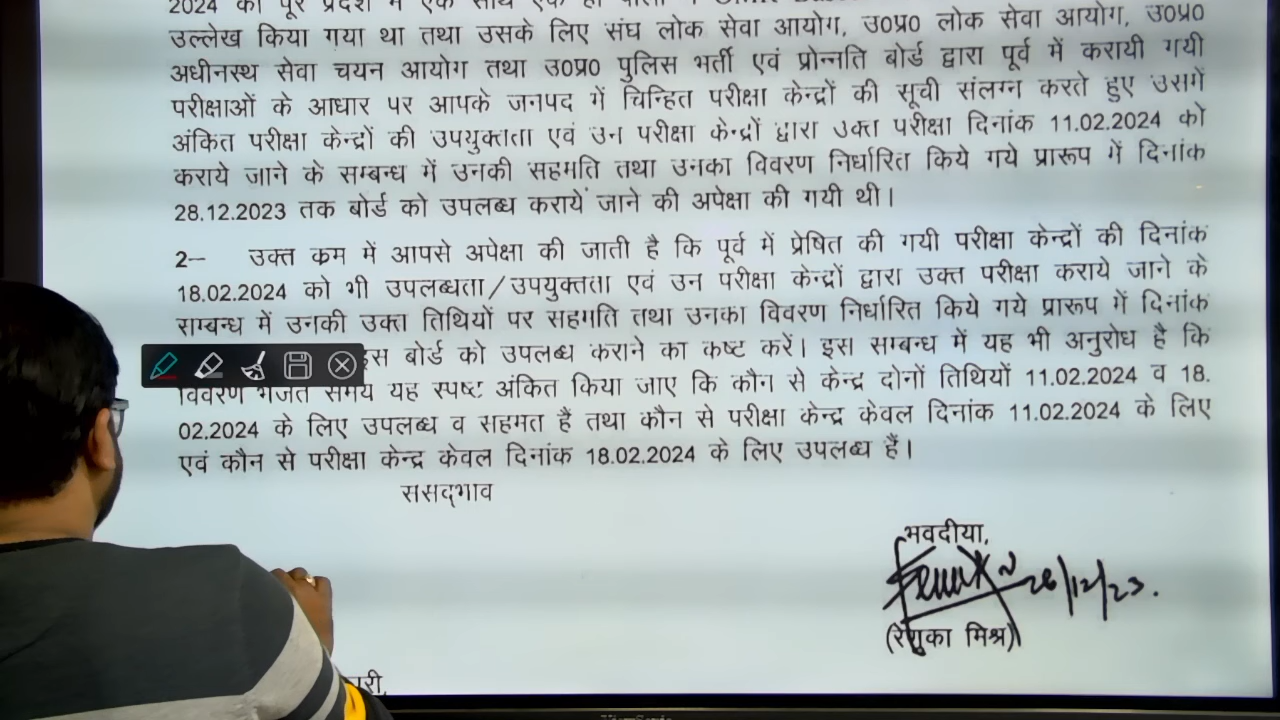 2024 को पूरे प्रदेश में एक साथ एक ही पाली
उल्लेख किया गया था तथा उसके लिए संघ लोक सेवा आयोग, उ0प्र0 लोक सेवा आयोग, उ0प्र0
अधीनस्थ सेवा चयन आयोग तथा उ0प्र0 पुलिस भर्ती एवं प्रोन्नति बोर्ड द्वारा पूर्व में करायी गयी
परीक्षाओं के आधार पर आपके जनपद में चिन्हित परीक्षा केन्द्रों की सूची संलग्न करते हुए उसमें
अंकित परीक्षा केन्द्रों की उपयुक्तता एवं उन परीक्षा केन्द्रों द्वारा उक्त परीक्षा दिनांक 11.02.2024 को
कराये जाने के सम्बन्ध में उनकी सहमति तथा उनका विवरण निर्धारित किये गये प्रारूप में दिनांक
28.12.2023 तक बोर्ड को उपलब्ध करायें जाने की अपेक्षा की गयी थी।
2– उक्त क्रम में आपसे अपेक्षा की जाती है कि पूर्व में प्रेषित की गयी परीक्षा केन्द्रों की दिनांक
18.02.2024 को भी उपलब्धता/उपयुक्तता एवं उन परीक्षा केन्द्रों द्वारा उक्त परीक्षा कराये जाने के
सम्बन्ध में उनकी उक्त तिथियों पर सहमति तथा उनका विवरण निर्धारित किये गये प्रारूप में दिनांक
इस बोर्ड को उपलब्ध कराने का कष्ट करें। इस सम्बन्ध में यह भी अनुरोध है कि
विवरण भेजते समय यह स्पष्ट अंकित किया जाए कि कौन से केन्द्र दोनों तिथियों 11.02.2024 व 18.
02.2024 के लिए उपलब्ध व सहमत हैं तथा कौन से परीक्षा केन्द्र केवल दिनांक 11.02.2024 के लिए
एवं कौन से परीक्षा केन्द्र केवल दिनांक 18.02.2024 के लिए उपलब्ध हैं।
ससद्भाव
भवदीया,
28/12/23.
(रेणुका मिश्र)